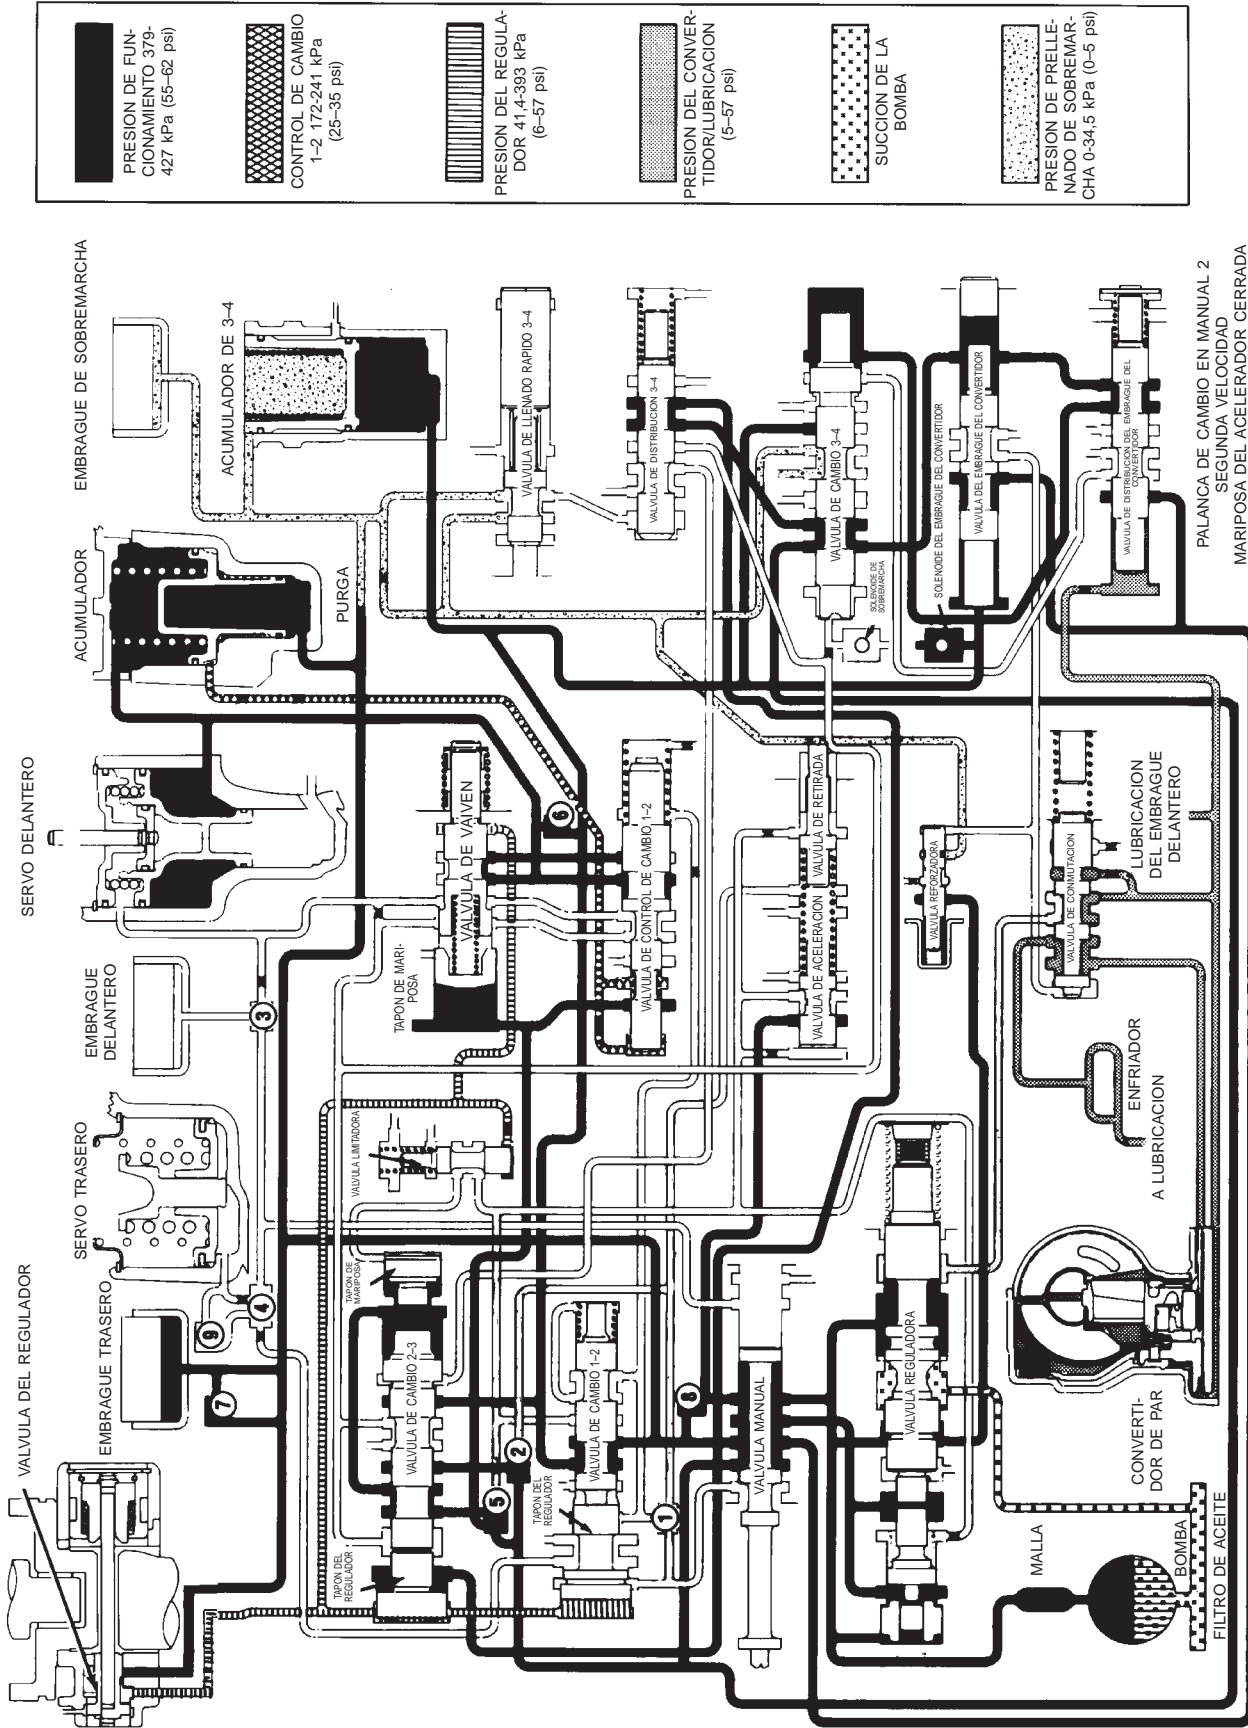 VALVULA DEL REGULADOR
EMBRAGUE TRASERO
SERVO TRASERO
EMBRAGUE
DELANTERO
SERVO DELANTERO
ACUMULADOR
PURGA
EMBRAGUE DE SOBREMARCHA
ACUMULADOR DE 3–4
PRESION DE FUN-
CIONAMIENTO 379-
427 kPa (55–62 psi)
CONTROL DE CAMBIO
1–2 172-241 kPa
(25–35 psi)
PRESION DEL REGULA-
DOR 41,4-393 kPa
(6–57 psi)
PRESION DEL CONVER-
TIDOR/LUBRICACION
(5–57 psi)
SUCCION DE LA
BOMBA
PRESION DE PRELLE-
NADO DE SOBREMAR-
CHA 0-34,5 kPa (0–5 psi)
7
9
4
3
TAPON DEL
REGULADOR
VALVULA DE CAMBIO 2–3
TAPON DE
MARIPOSA
VALVULA LIMITADORA
TAPON DE MARI-
POSA
VALVULA DE VAIVEN
5
2
6
TAPON DEL
REGULADOR
VALVULA DE CAMBIO 1–2
1
8
VALVULA DE CONTROL DE CAMBIO 1–2
VALVULA DE LLENADO RAPIDO 3–4
VALVULA DE DISTRIBUCION 3–4
VALVULA MANUAL
VALVULA DE ACELERACION
VALVULA DE RETIRADA
VALVULA DE CAMBIO 3–4
SOLENOIDE DE
SOBREMARCHA
VALVULA REGULADORA
VALVULA REFORZADORA
SOLENOIDE DEL EMBRAGUE DEL CONVERTIDOR
VALVULA DEL EMBRAGUE DEL CONVERTIDOR
MALLA
BOMBA
FILTRO DE ACEITE
CONVERTI-
DOR DE PAR
A LUBRICACION
ENFRIADOR
VALVULA DE CONMUTACION
LUBRICACION
DEL EMBRAGUE
DELANTERO
VALVULA DE DISTRIBUCION DEL EMBRAGUE DEL
CONVERTIDOR
PALANCA DE CAMBIO EN MANUAL 2
SEGUNDA VELOCIDAD
MARIPOSA DEL ACELERADOR CERRADA